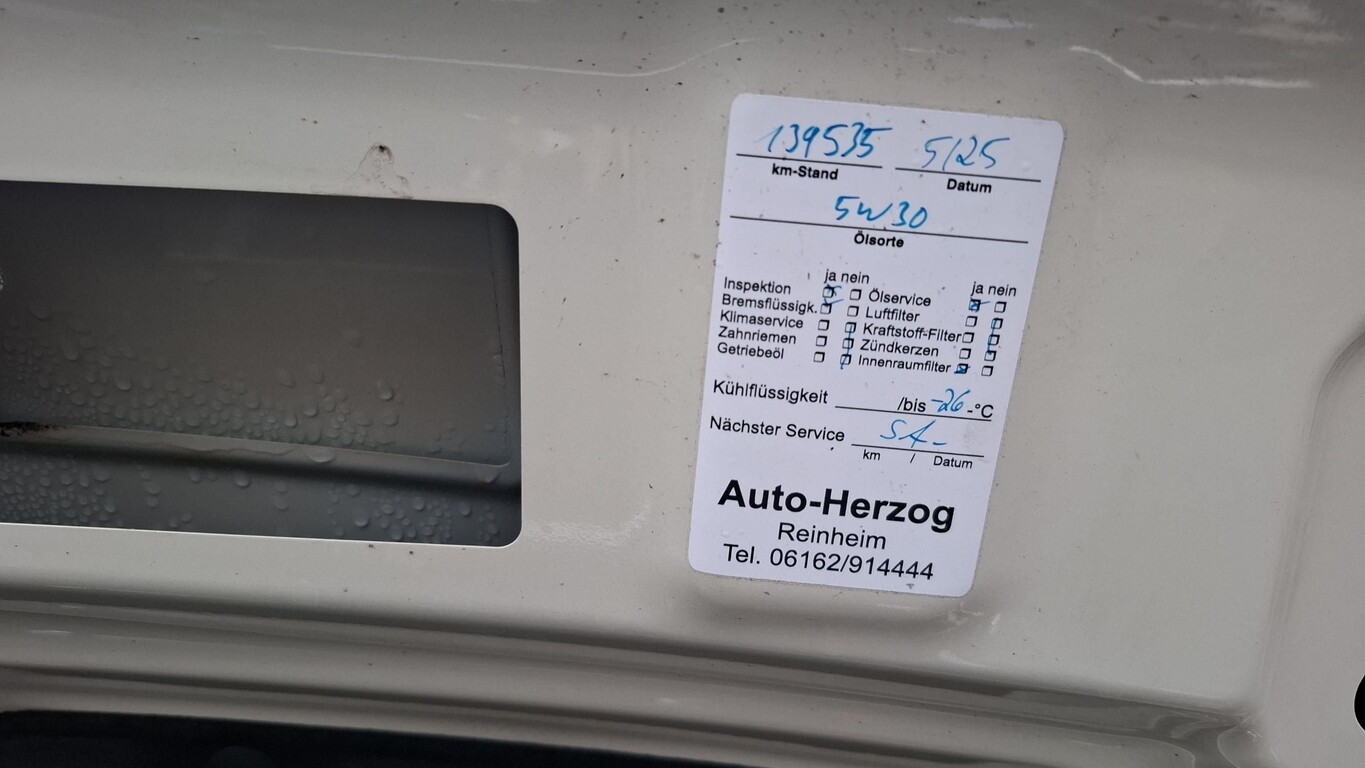 139535 5/25
km-Stand Datum
5W30
Ölsorte
ja nein ja nein
Inspektion Ölservice
Bremsflüssigk. Luftfilter
Klimaservice Kraftstoff-Filter
Zahnriemen Zündkerzen
Getriebeöl Innenraumfilter
Kühlflüssigkeit /bis -26 -°C
Nächster Service
km / Datum
Auto-Herzog
Reinheim
Tel. 06162/914444